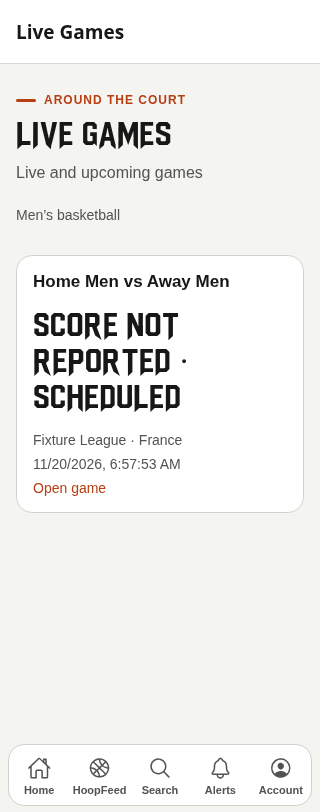 Live Games
AROUND THE COURT
LIVE GAMES
Live and upcoming games
Men’s basketball
Home Men vs Away Men
SCORE NOT
REPORTED ·
SCHEDULED
Fixture League · France
11/20/2026, 6:57:53 AM
Open game
Home HoopFeed Search Alerts Account